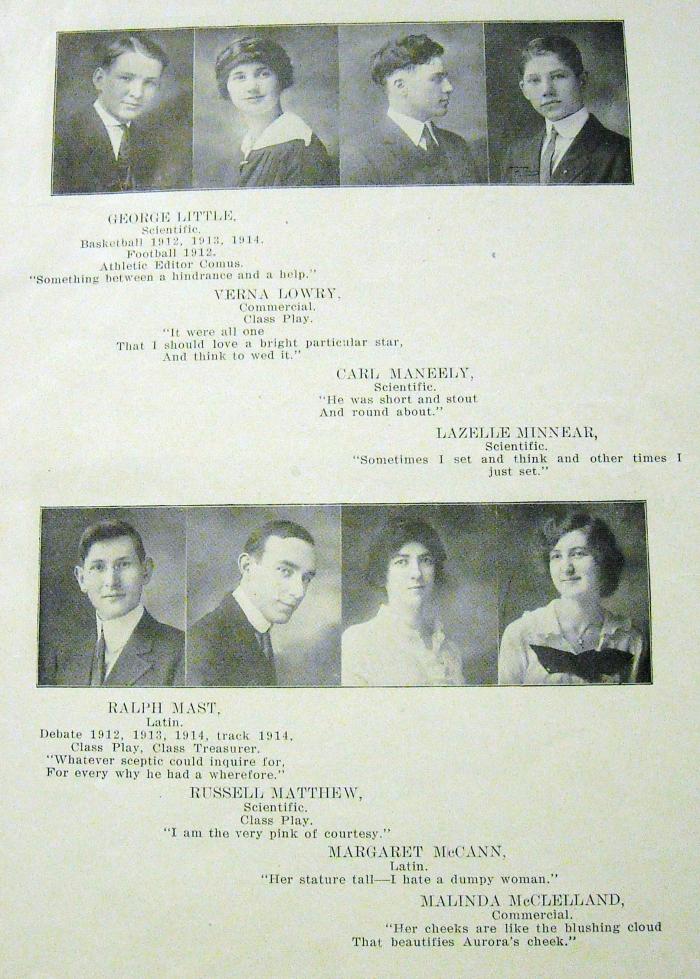 GEORGE LITTLE,
Scientific.
Basketball 1912, 1913, 1914.
Football 1912.
Athletic Editor Comus.
"Something between a hindrance and a help."
VERNA LOWRY,
Commercial.
Class Play.
"It were all one
That I should love a bright particular star,
And think to wed it."
CARL MANEELY,
Scientific.
"He was short and stout
And round about."
LAZELLE MINNEAR,
Scientific.
"Sometimes I set and think and other times I
just set."
RALPH MAST,
Latin.
Debate 1912, 1913, 1914, track 1914,
Class Play, Class Treasurer.
"Whatever sceptic could inquire for,
For every why he had a wherefore."
RUSSELL MATTHEW,
Scientific.
Class Play.
"I am the very pink of courtesy."
MARGARET McCANN,
Latin.
"Her stature tall—I hate a dumpy woman."
MALINDA McCLELLAND,
Commercial.
"Her cheeks are like the blushing cloud
That beautifies Aurora's cheek."